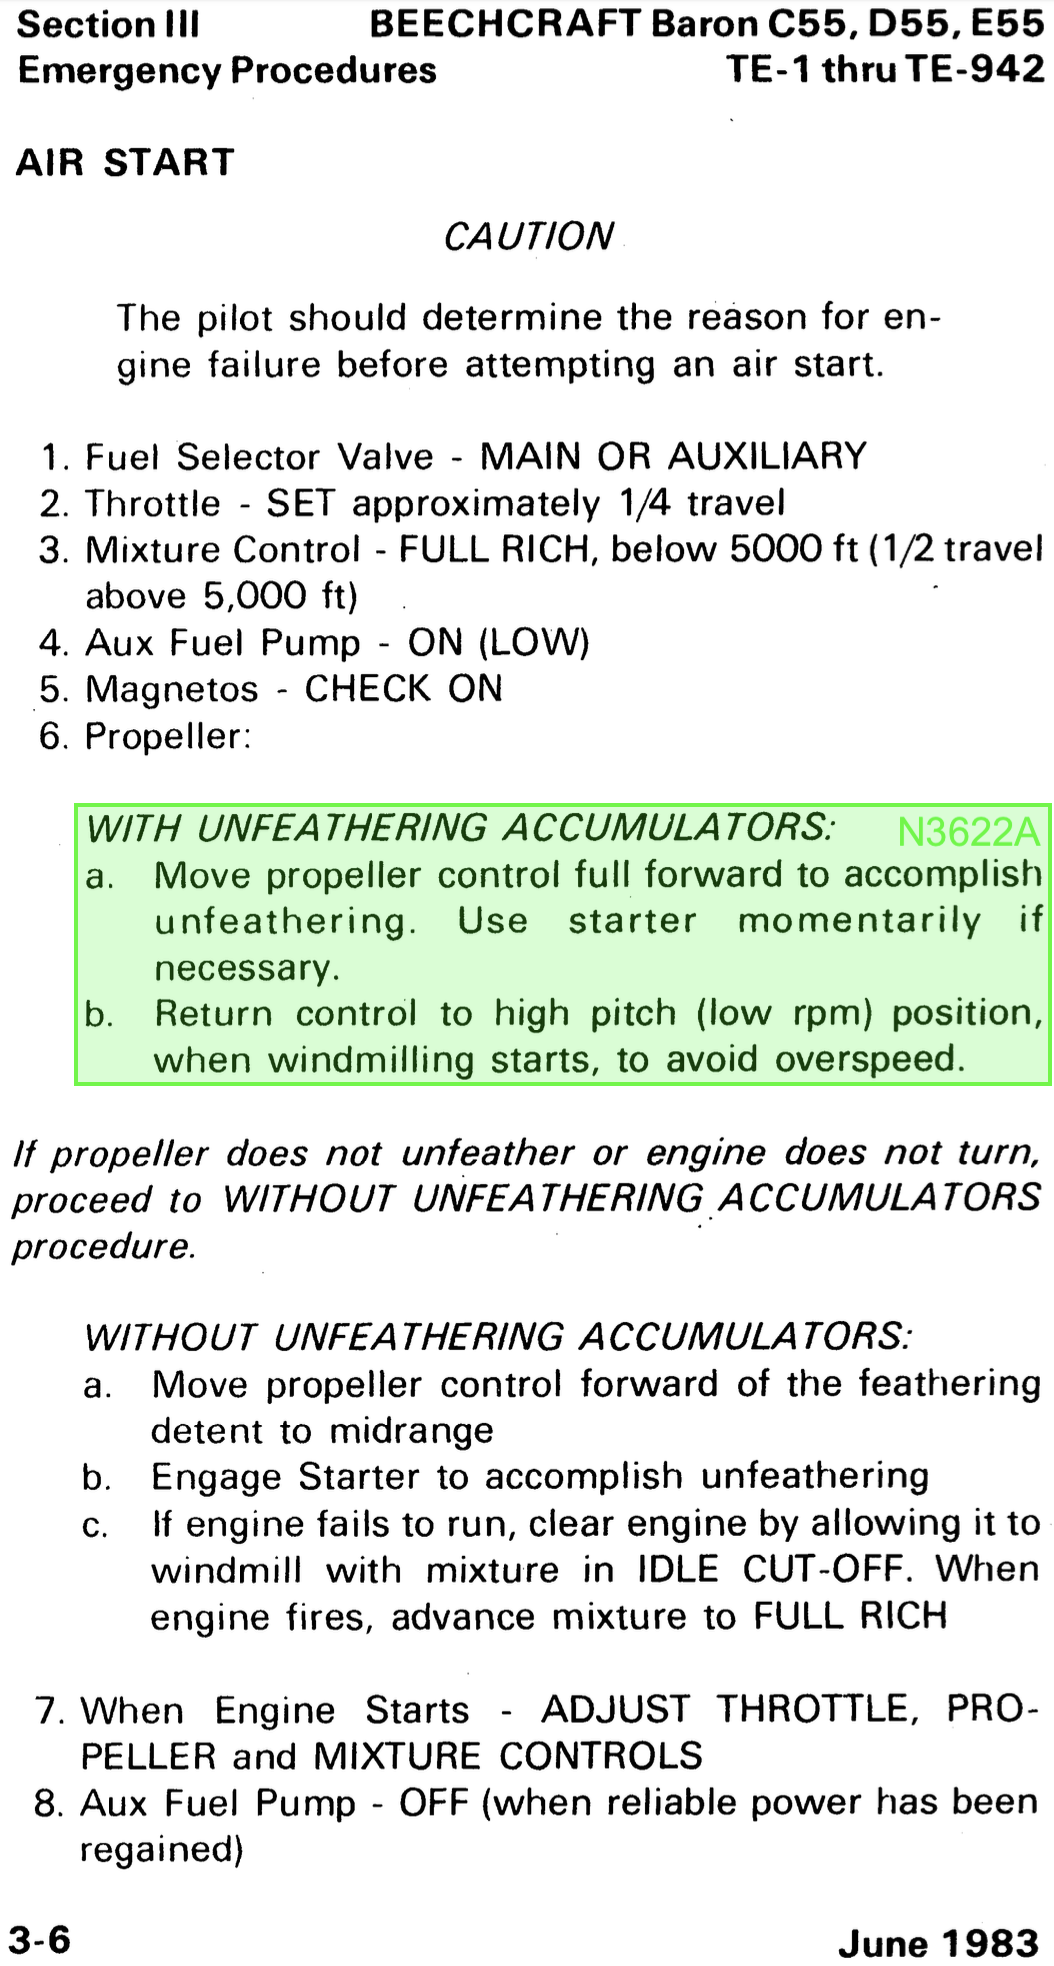 Section III BEECHCRAFT Baron C55, D55, E55
Emergency Procedures TE-1 thru TE-942
AIR START
CAUTION
The pilot should determine the reason for en-
gine failure before attempting an air start.
1. Fuel Selector Valve - MAIN OR AUXILIARY
2. Throttle - SET approximately 1/4 travel
3. Mixture Control - FULL RICH, below 5000 ft (1/2 travel
above 5,000 ft)
4. Aux Fuel Pump - ON (LOW)
5. Magnetos - CHECK ON
6. Propeller:
WITH UNFEATHERING ACCUMULATORS: N3622A
a. Move propeller control full forward to accomplish
unfeathering. Use starter momentarily if
necessary.
b. Return control to high pitch (low rpm) position,
when windmilling starts, to avoid overspeed.
If propeller does not unfeather or engine does not turn,
proceed to WITHOUT UNFEATHERING ACCUMULATORS
procedure.
WITHOUT UNFEATHERING ACCUMULATORS:
a. Move propeller control forward of the feathering
detent to midrange
b. Engage Starter to accomplish unfeathering
c. If engine fails to run, clear engine by allowing it to
windmill with mixture in IDLE CUT-OFF. When
engine fires, advance mixture to FULL RICH
7. When Engine Starts - ADJUST THROTTLE, PRO-
PELLER and MIXTURE CONTROLS
8. Aux Fuel Pump - OFF (when reliable power has been
regained)
3-6 June 1983